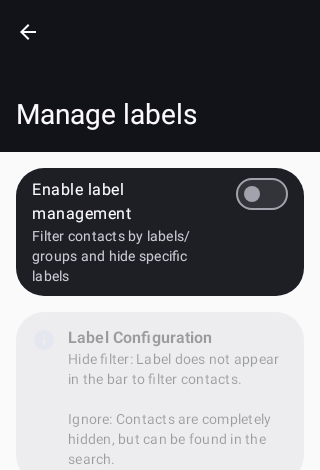 Manage labels
Enable label
management
Filter contacts by labels/
groups and hide specific
labels
Label Configuration
Hide filter: Label does not appear
in the bar to filter contacts.
Ignore: Contacts are completely
hidden, but can be found in the
search.